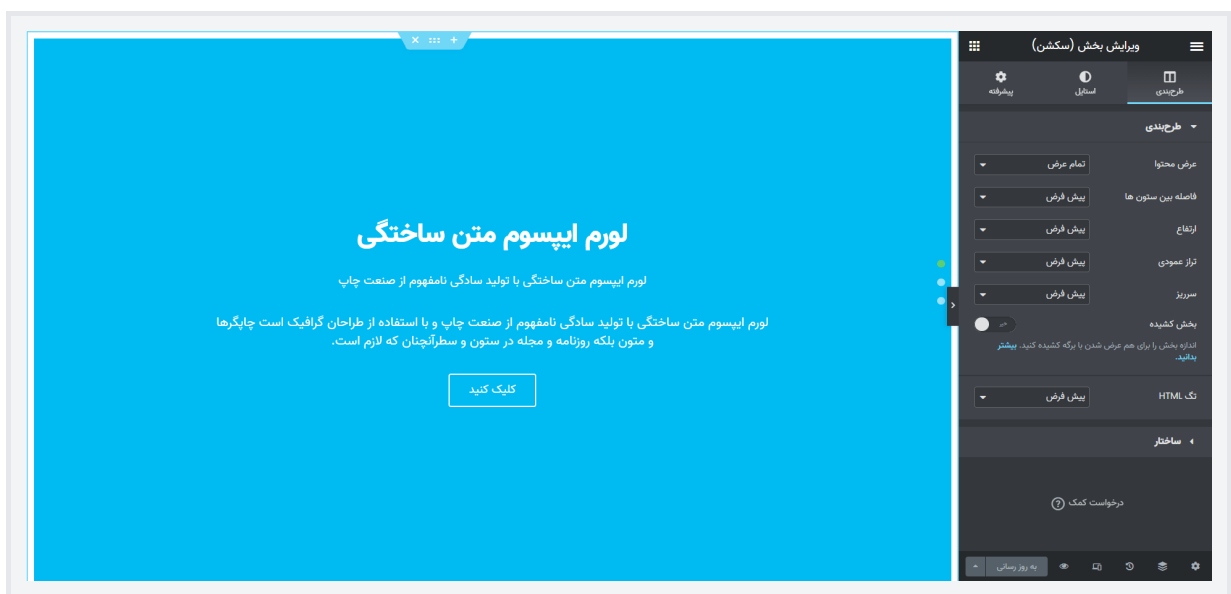 ویرایش بخش (سکشن)
طرح‌بندی
استایل
پیشرفته
طرح‌بندی
عرض محتوا
تمام عرض
فاصله بین ستون ها
پیش فرض
ارتفاع
پیش فرض
تراز عمودی
پیش فرض
سرریز
پیش فرض
بخش کشیده
خیر
اندازه بخش را برای هم عرض شدن با برگه کشیده کنید. بیشتر
بدانید.
تگ HTML
پیش فرض
ساختار
درخواست کمک
به روز رسانی
لورم ایپسوم متن ساختگی
لورم ایپسوم متن ساختگی با تولید سادگی نامفهوم از صنعت چاپ
لورم ایپسوم متن ساختگی با تولید سادگی نامفهوم از صنعت چاپ و با استفاده از طراحان گرافیک است چاپگرها
و متون بلکه روزنامه و مجله در ستون و سطرآنچنان که لازم است.
کلیک کنید